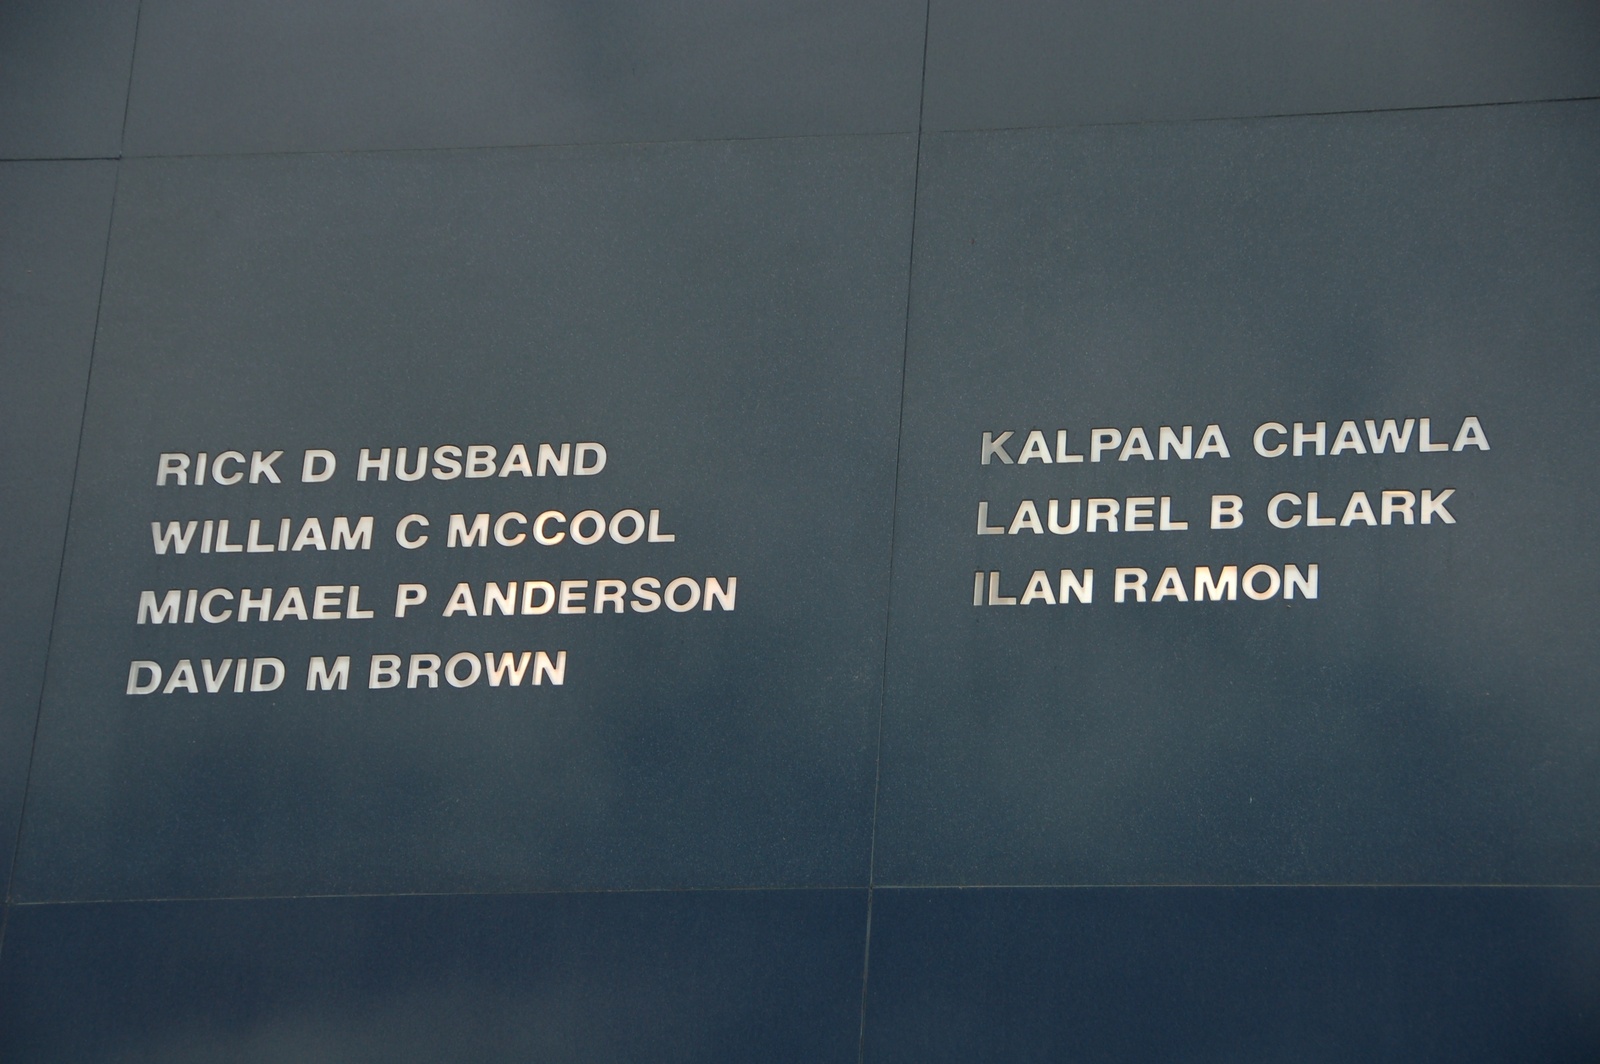 RICK D HUSBAND
WILLIAM C MCCOOL
MICHAEL P ANDERSON
DAVID M BROWN
KALPANA CHAWLA
LAUREL B CLARK
ILAN RAMON